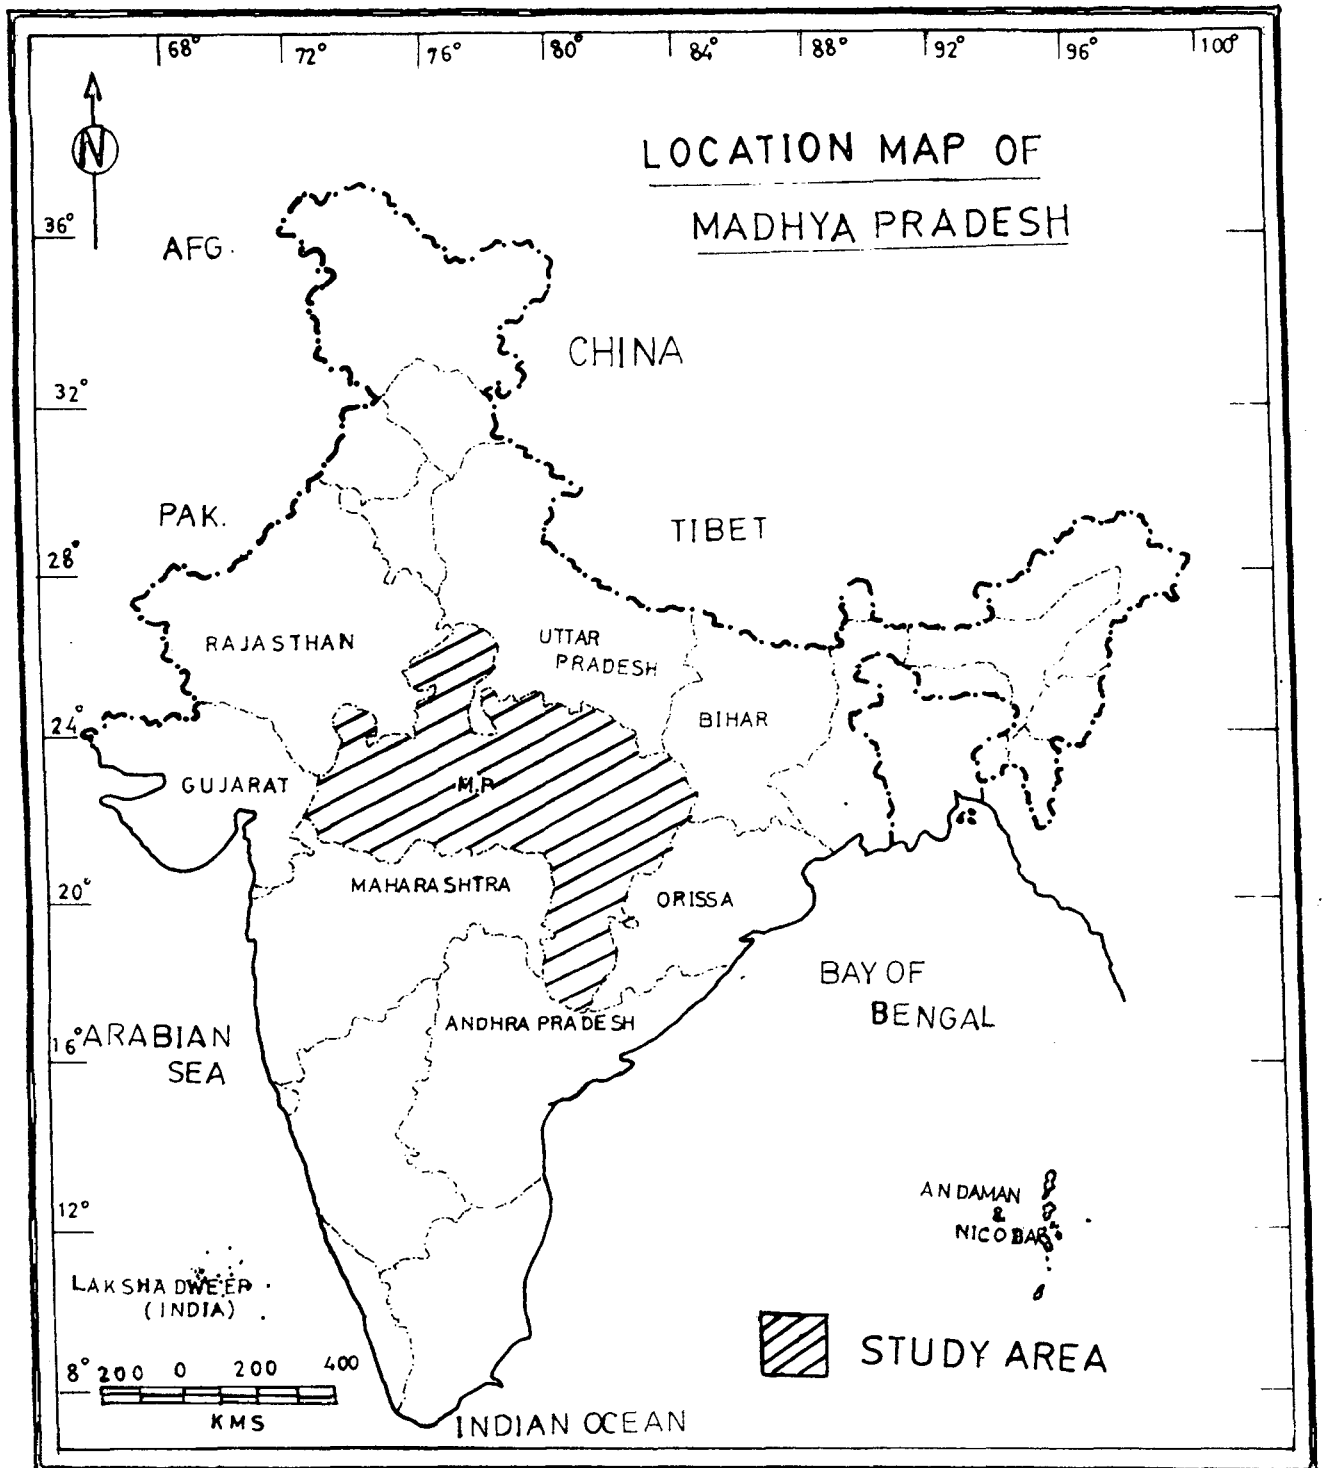 68° 72° 76° 80° 84° 88° 92° 96° 100°
N
LOCATION MAP OF
MADHYA PRADESH
36°
AFG.
CHINA
32°
PAK.
TIBET
28°
RAJASTHAN
UTTAR
PRADESH
24°
BIHAR
GUJARAT
M.P.
MAHARASHTRA
20°
ORISSA
BAY OF
BENGAL
ANDHRA PRADESH
16°
ARABIAN
SEA
ANDAMAN
&
NICOBAR
12°
LAKSHADWEEP
(INDIA)
STUDY AREA
8°
200 0 200 400
KMS
INDIAN OCEAN